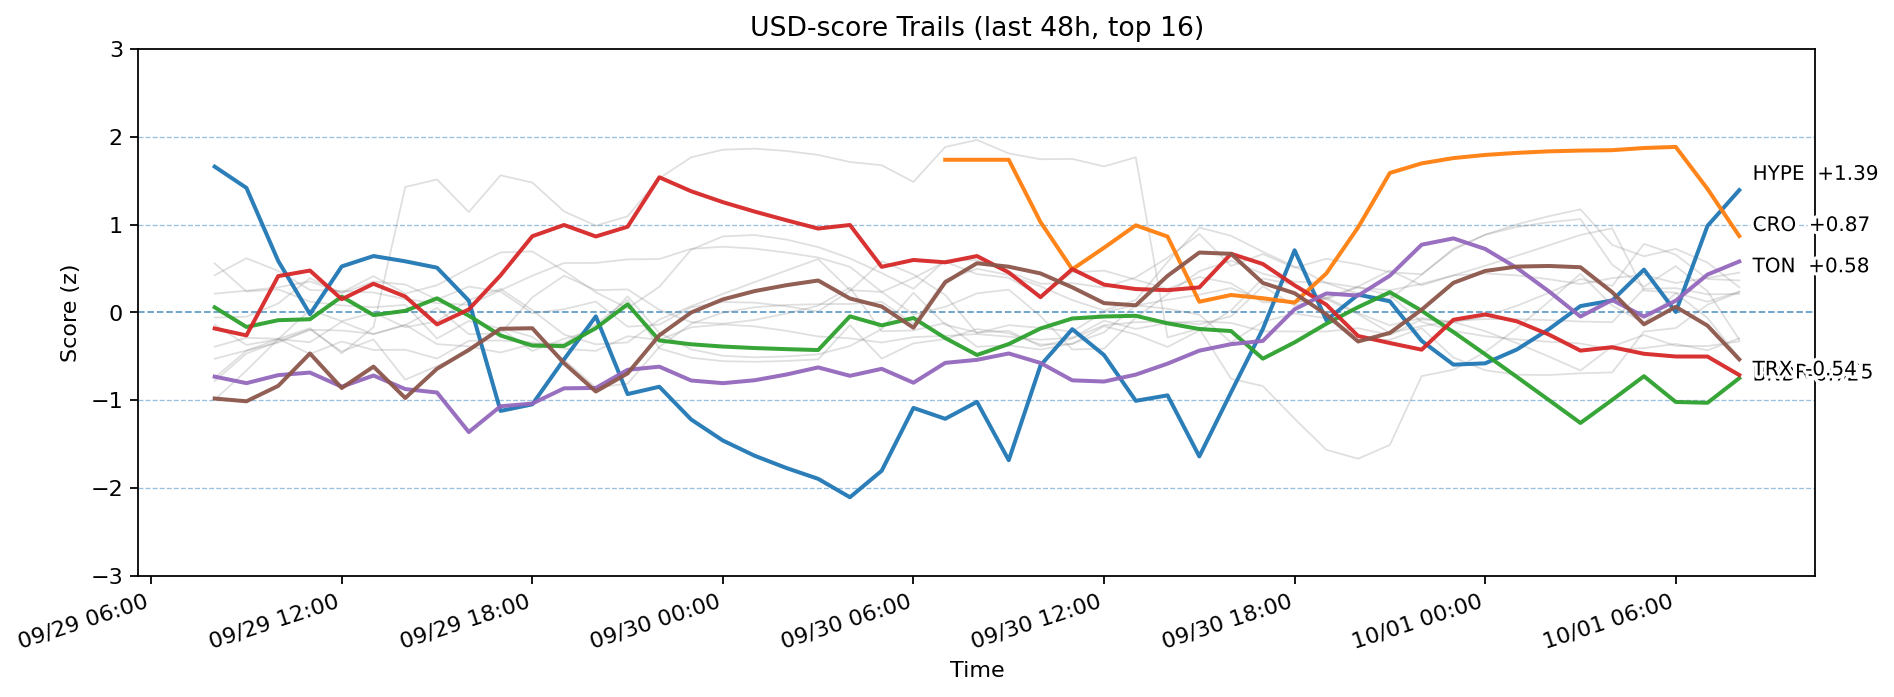 USD-score Trails (last 48h, top 16)
Score (z)
3
2
1
0
−1
−2
−3
HYPE +1.39
CRO +0.87
TON +0.58
TRX -0.54
09/29 06:00
09/29 12:00
09/29 18:00
09/30 00:00
09/30 06:00
09/30 12:00
09/30 18:00
10/01 00:00
10/01 06:00
Time